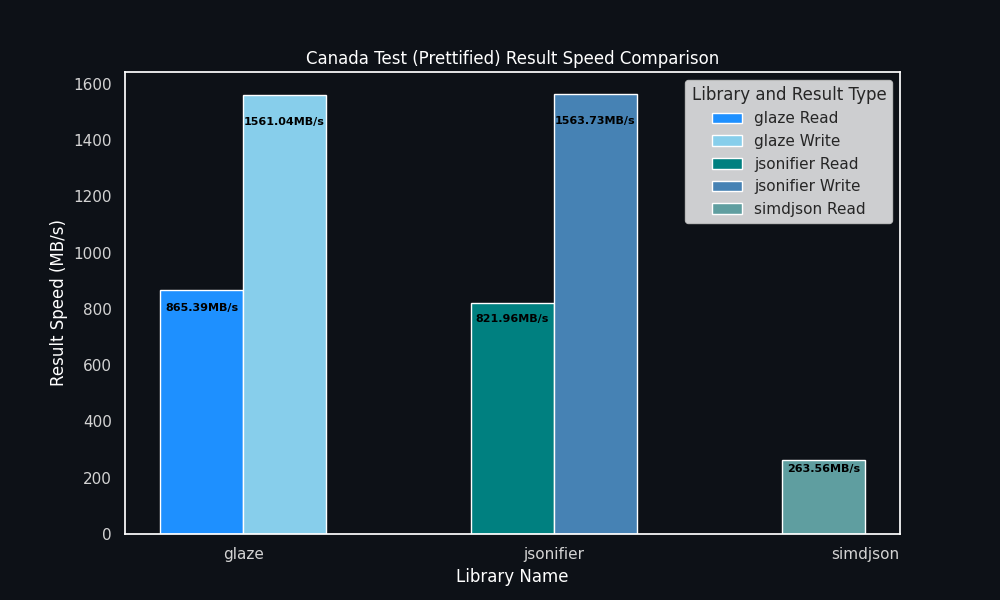 Canada Test (Prettified) Result Speed Comparison
Result Speed (MB/s)
1600
1400
1200
1000
800
600
400
200
0
865.39MB/s
1561.04MB/s
821.96MB/s
1563.73MB/s
263.56MB/s
Library and Result Type
glaze Read
glaze Write
jsonifier Read
jsonifier Write
simdjson Read
glaze
jsonifier
simdjson
Library Name